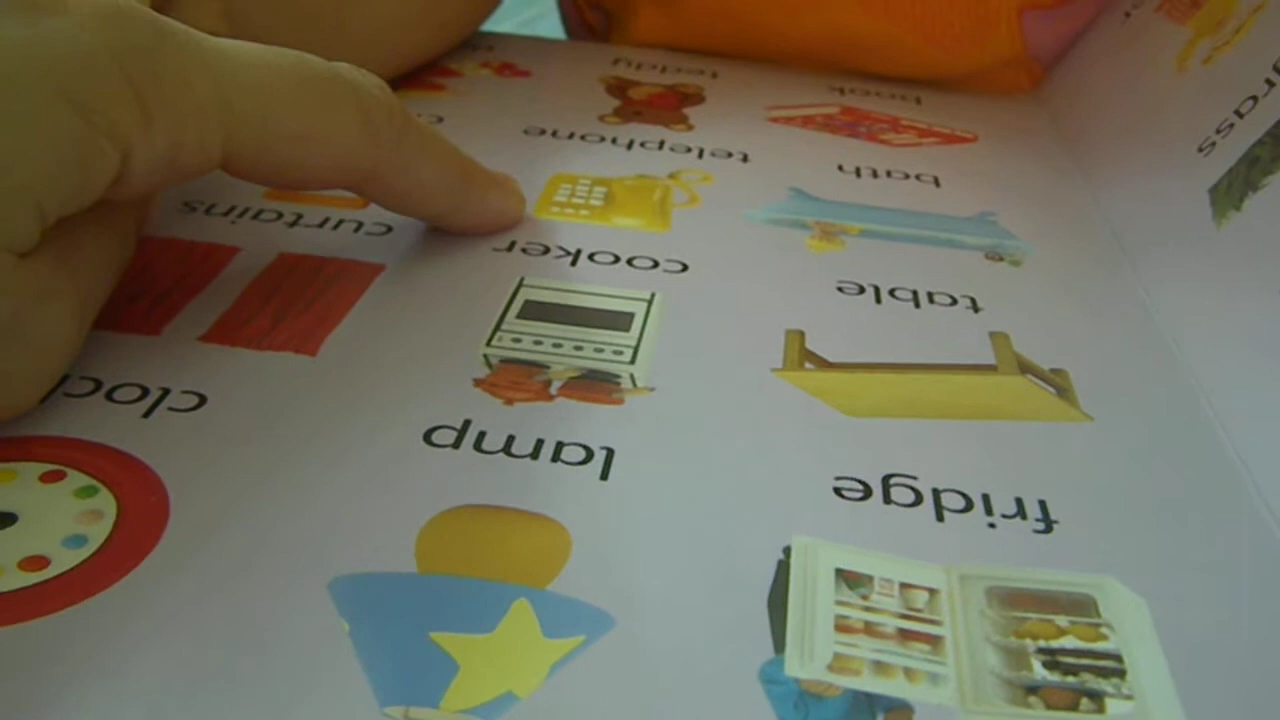 fridge
lamp
clock
table
cooker
curtains
bath
telephone
book
teddy
grass